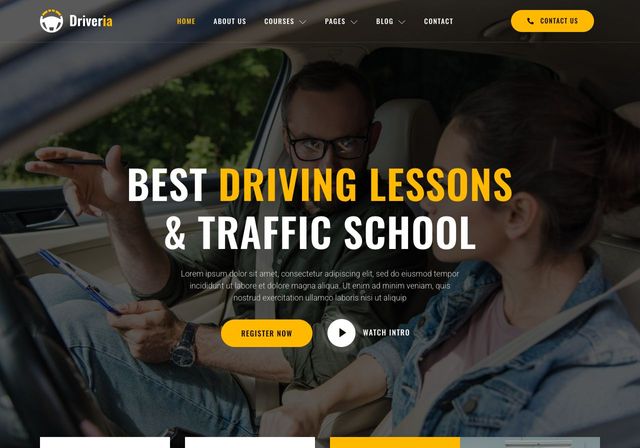 Driveria
HOME ABOUT US COURSES PAGES BLOG CONTACT
CONTACT US
BEST DRIVING LESSONS
& TRAFFIC SCHOOL
Lorem ipsum dolor sit amet, consectetur adipiscing elit, sed do eiusmod tempor
incididunt ut labore et dolore magna aliqua. Ut enim ad minim veniam, quis
nostrud exercitation ullamco laboris nisi ut aliquip
REGISTER NOW
WATCH INTRO